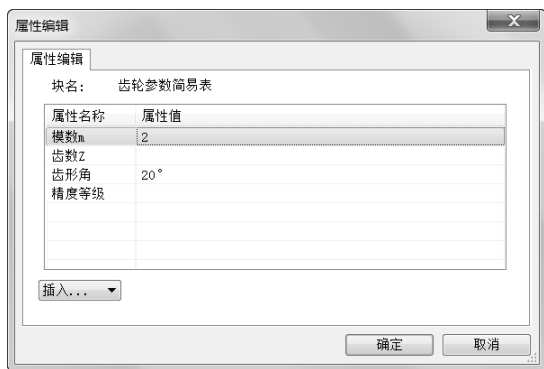 属性编辑
属性编辑
块名： 齿轮参数简易表
属性名称 属性值
模数m 2
齿数Z
齿形角 20°
精度等级
插入...
确定 取消